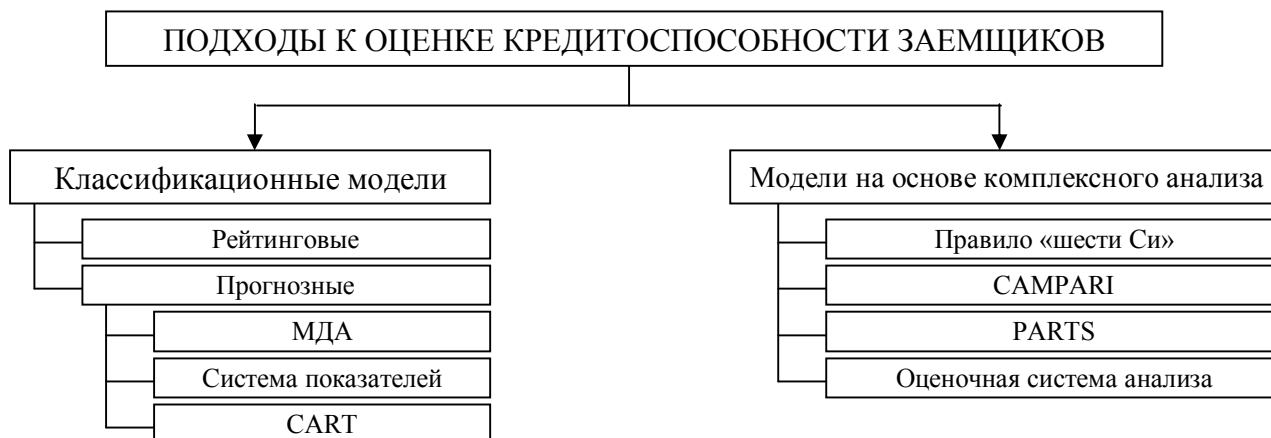 ПОДХОДЫ К ОЦЕНКЕ КРЕДИТОСПОСОБНОСТИ ЗАЕМЩИКОВ
Классификационные модели
Рейтинговые
Прогнозные
МДА
Система показателей
CART
Модели на основе комплексного анализа
Правило «шести Си»
CAMPARI
PARTS
Оценочная система анализа